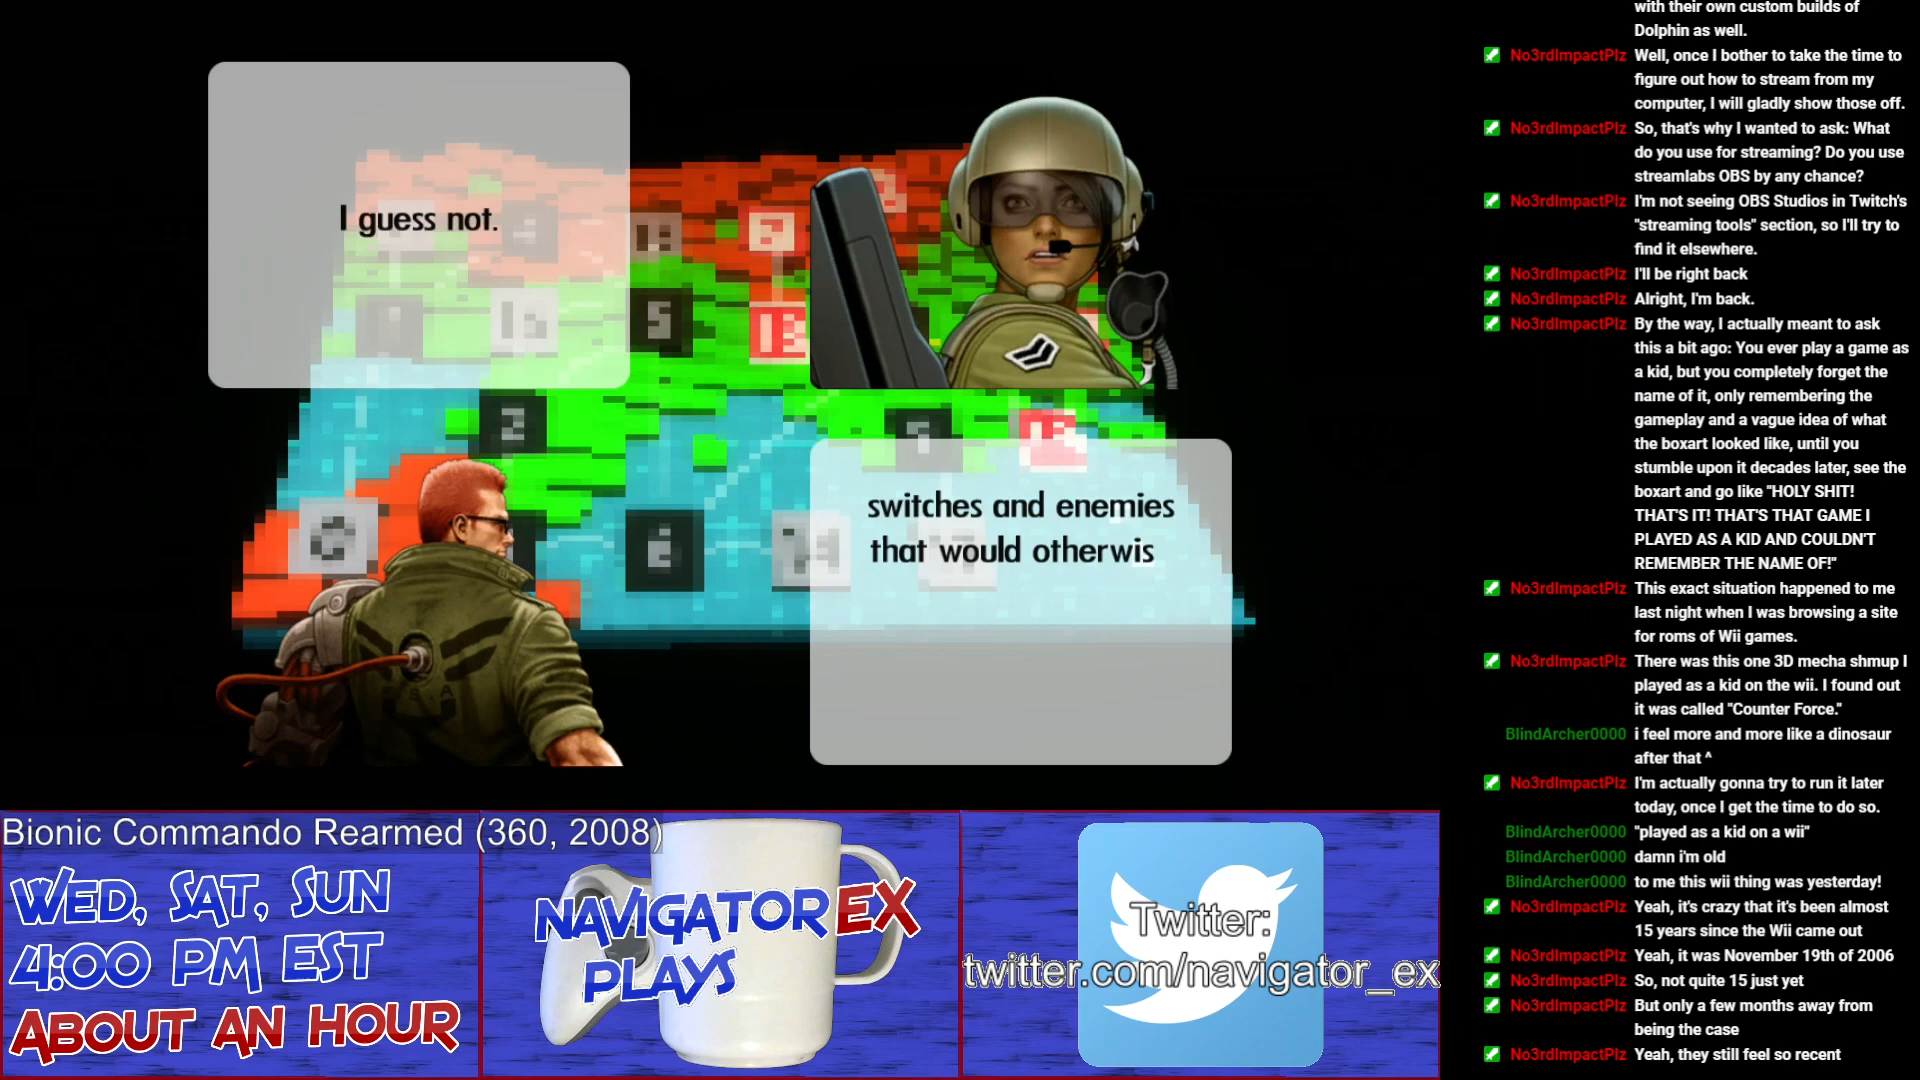 I guess not.
switches and enemies
that would otherwis
2
5
13
16
Bionic Commando Rearmed (360, 2008)
WED, SAT, SUN
4:00 PM EST
ABOUT AN HOUR
NAVIGATOR EX
PLAYS
Twitter:
twitter.com/navigator_ex
with their own custom builds of
Dolphin as well.
No3rdImpactPlz Well, once I bother to take the time to
figure out how to stream from my
computer, I will gladly show those off.
No3rdImpactPlz So, that's why I wanted to ask: What
do you use for streaming? Do you use
streamlabs OBS by any chance?
No3rdImpactPlz I'm not seeing OBS Studios in Twitch's
"streaming tools" section, so I'll try to
find it elsewhere.
No3rdImpactPlz I'll be right back
No3rdImpactPlz Alright, I'm back.
No3rdImpactPlz By the way, I actually meant to ask
this a bit ago: You ever play a game as
a kid, but you completely forget the
name of it, only remembering the
gameplay and a vague idea of what
the boxart looked like, until you
stumble upon it decades later, see the
boxart and go like "HOLY SHIT!
THAT'S IT! THAT'S THAT GAME I
PLAYED AS A KID AND COULDN'T
REMEMBER THE NAME OF!"
No3rdImpactPlz This exact situation happened to me
last night when I was browsing a site
for roms of Wii games.
No3rdImpactPlz There was this one 3D mecha shmup I
played as a kid on the wii. I found out
it was called "Counter Force."
BlindArcher0000 i feel more and more like a dinosaur
after that ^
No3rdImpactPlz I'm actually gonna try to run it later
today, once I get the time to do so.
BlindArcher0000 "played as a kid on a wii"
BlindArcher0000 damn i'm old
BlindArcher0000 to me this wii thing was yesterday!
No3rdImpactPlz Yeah, it's crazy that it's been almost
15 years since the Wii came out
No3rdImpactPlz Yeah, it was November 19th of 2006
No3rdImpactPlz So, not quite 15 just yet
No3rdImpactPlz But only a few months away from
being the case
No3rdImpactPlz Yeah, they still feel so recent